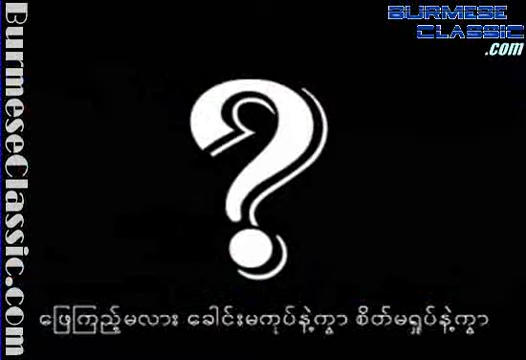 BURMESE
CLASSIC
.com
BurmeseClassic.com
?
ဖြေကြည့်မလား ခေါင်းမကုပ်နဲ့ကွာ စိတ်မရှုပ်နဲ့ကွာ